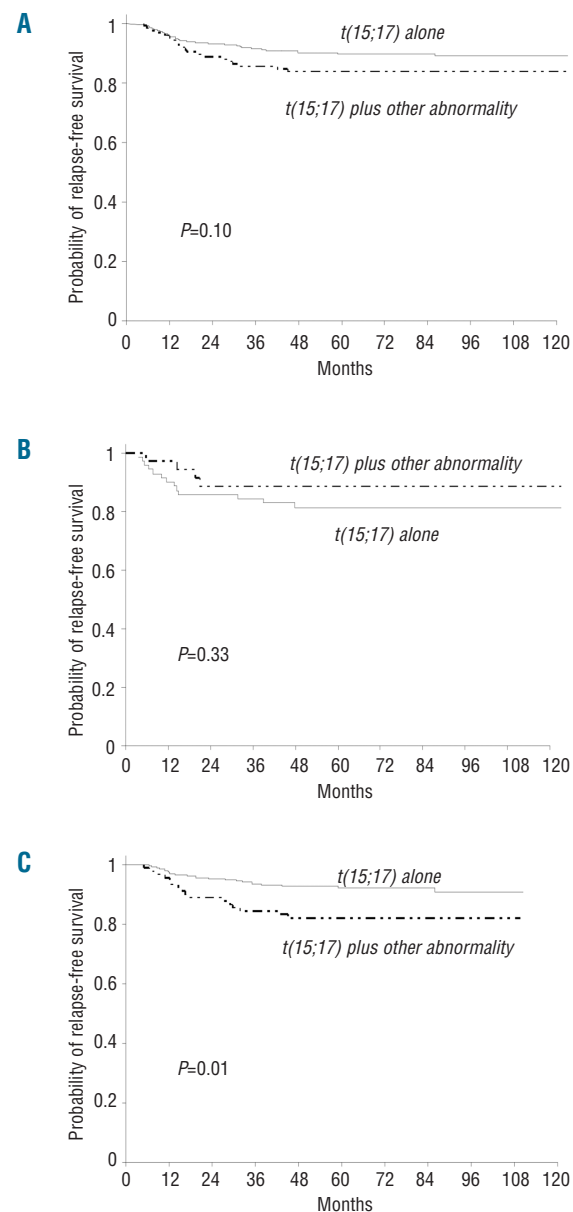 A
Probability of relapse-free survival
1
0.8
0.6
0.4
0.2
0
t(15;17) alone
t(15;17) plus other abnormality
P=0.10
0 12 24 36 48 60 72 84 96 108 120
Months
B
Probability of relapse-free survival
1
0.8
0.6
0.4
0.2
0
t(15;17) plus other abnormality
t(15;17) alone
P=0.33
0 12 24 36 48 60 72 84 96 108 120
Months
C
Probability of relapse-free survival
1
0.8
0.6
0.4
0.2
0
t(15;17) alone
t(15;17) plus other abnormality
P=0.01
0 12 24 36 48 60 72 84 96 108 120
Months